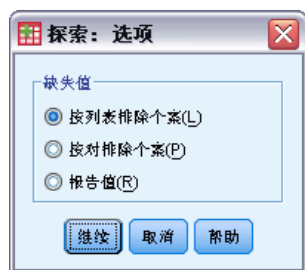 探索：选项
缺失值
按列表排除个案(L)
按对排除个案(P)
报告值(R)
继续 取消 帮助